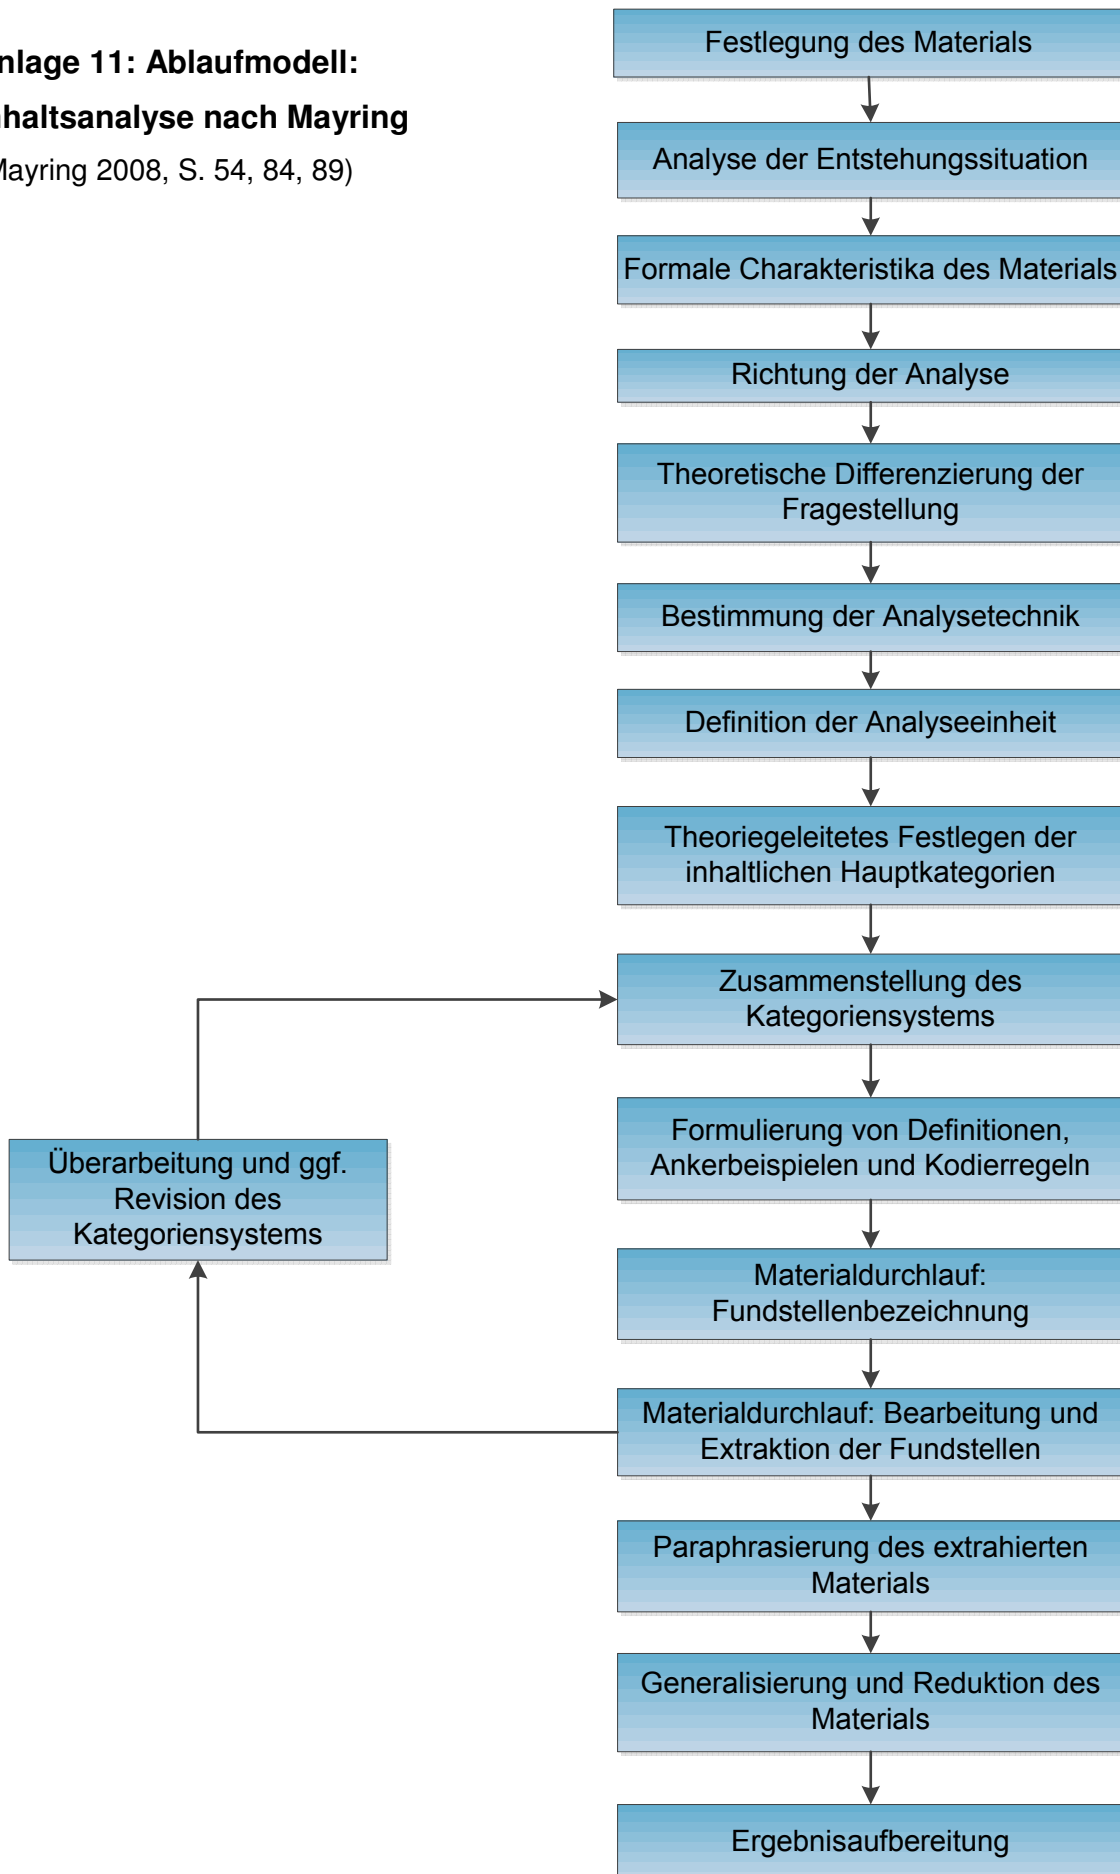 nlage 11: Ablaufmodell:
nhaltsanalyse nach Mayring
Mayring 2008, S. 54, 84, 89)
Festlegung des Materials
Analyse der Entstehungssituation
Formale Charakteristika des Materials
Richtung der Analyse
Theoretische Differenzierung der
Fragestellung
Bestimmung der Analysetechnik
Definition der Analyseeinheit
Theoriegeleitetes Festlegen der
inhaltlichen Hauptkategorien
Zusammenstellung des
Kategoriensystems
Formulierung von Definitionen,
Ankerbeispielen und Kodierregeln
Überarbeitung und ggf.
Revision des
Kategoriensystems
Materialdurchlauf:
Fundstellenbezeichnung
Materialdurchlauf: Bearbeitung und
Extraktion der Fundstellen
Paraphrasierung des extrahierten
Materials
Generalisierung und Reduktion des
Materials
Ergebnisaufbereitung